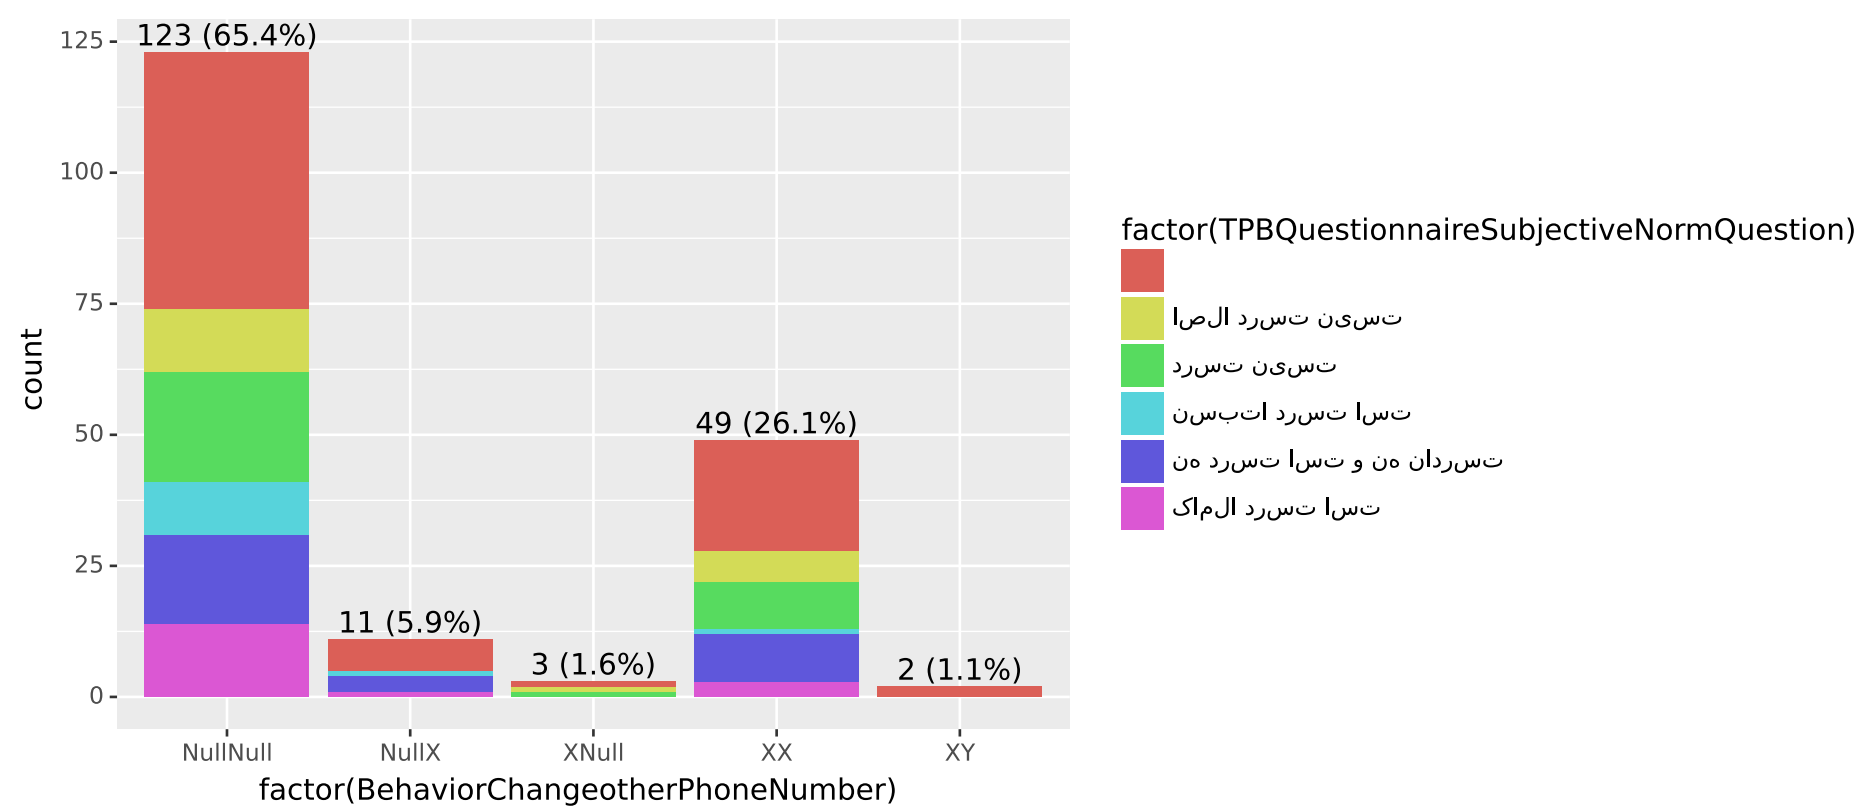 123 (65.4%)
11 (5.9%)
3 (1.6%)
49 (26.1%)
2 (1.1%)
125
100
75
50
25
0
count
NullNull NullX XNull XX XY
factor(BehaviorChangeotherPhoneNumber)
factor(TPBQuestionnaireSubjectiveNormQuestion)
اصلا درست نیست
درست نیست
نسبتا درست است
نه درست است و نه نادرست
کاملا درست است